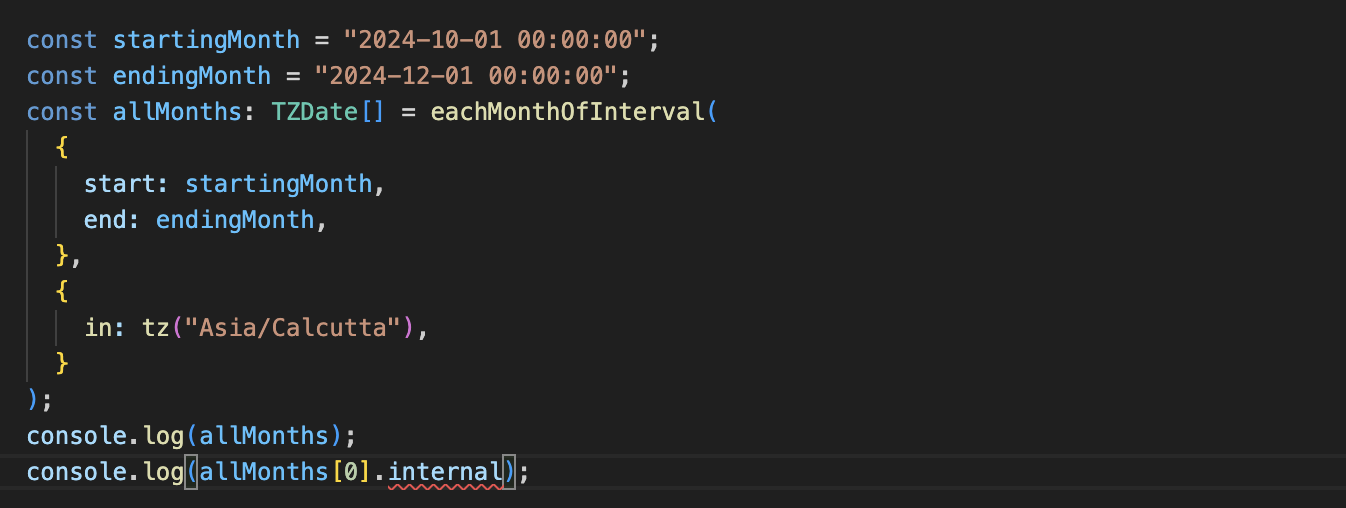 const startingMonth = "2024-10-01 00:00:00";
const endingMonth = "2024-12-01 00:00:00";
const allMonths: TZDate[] = eachMonthOfInterval(
  {
    start: startingMonth,
    end: endingMonth,
  },
  {
    in: tz("Asia/Calcutta"),
  }
);
console.log(allMonths);
console.log(allMonths[0].internal);